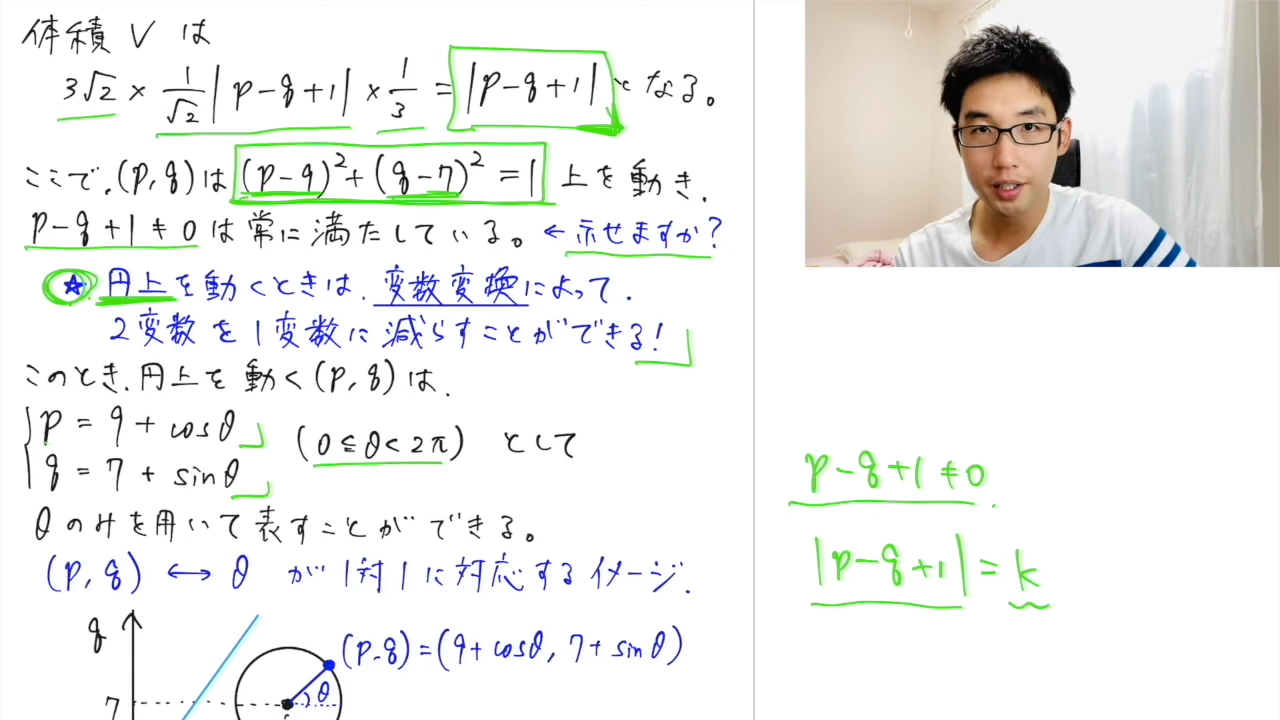 体積 V は
3√2 × 1/√2 |p-q+1| × 1/3 = |p-q+1| となる。
ここで、(p,q)は (p-9)²+(q-7)²=1 上を動き、
p-q+1≠0 は常に満たしている。←示せますか?
☆ 円上を動くときは、変数変換によって、
2変数を1変数に減らすことができる!
このとき、円上を動く(p,q)は、
p = 9 + cosθ
q = 7 + sinθ
(0≦θ<2π) として
θのみを用いて表すことができる。
(p,q) ↔ θ が1対1に対応するイメージ.
q
(p,q)=(9+cosθ, 7+sinθ)
θ
7
p-q+1≠0
|p-q+1|=k